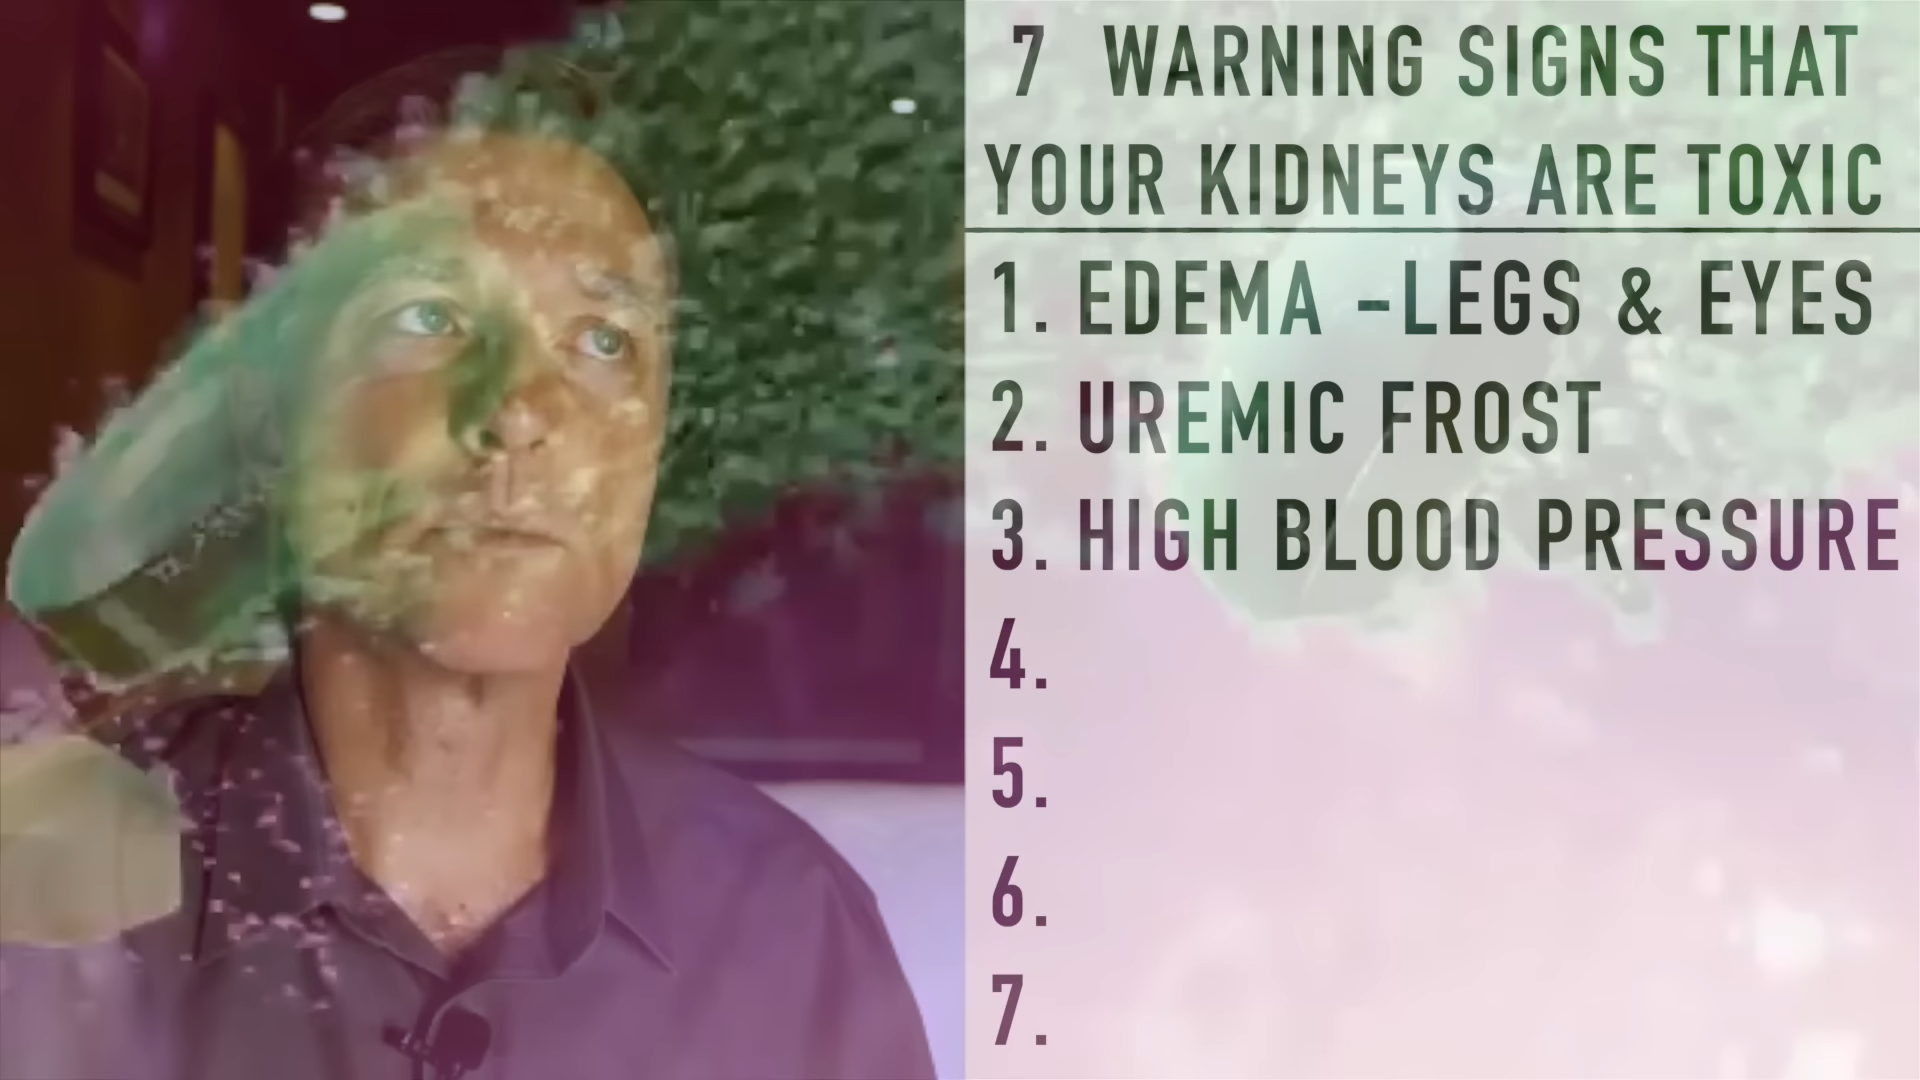 7 WARNING SIGNS THAT
YOUR KIDNEYS ARE TOXIC
1. EDEMA -LEGS & EYES
2. UREMIC FROST
3. HIGH BLOOD PRESSURE
4.
5.
6.
7.